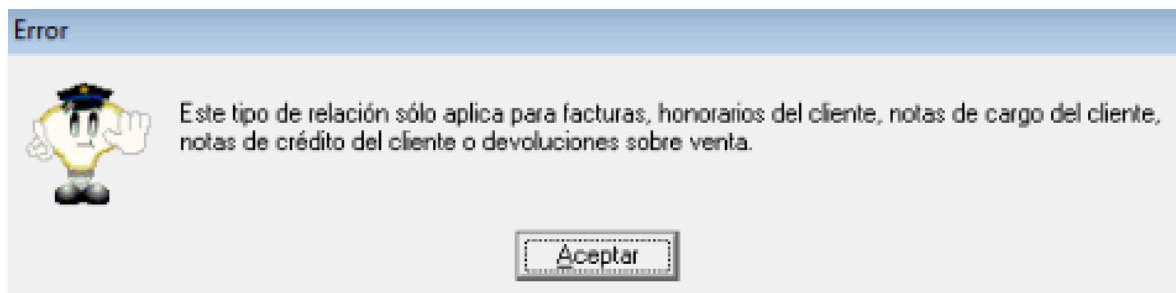 Error
Este tipo de relación sólo aplica para facturas, honorarios del cliente, notas de cargo del cliente,
notas de crédito del cliente o devoluciones sobre venta.
Aceptar